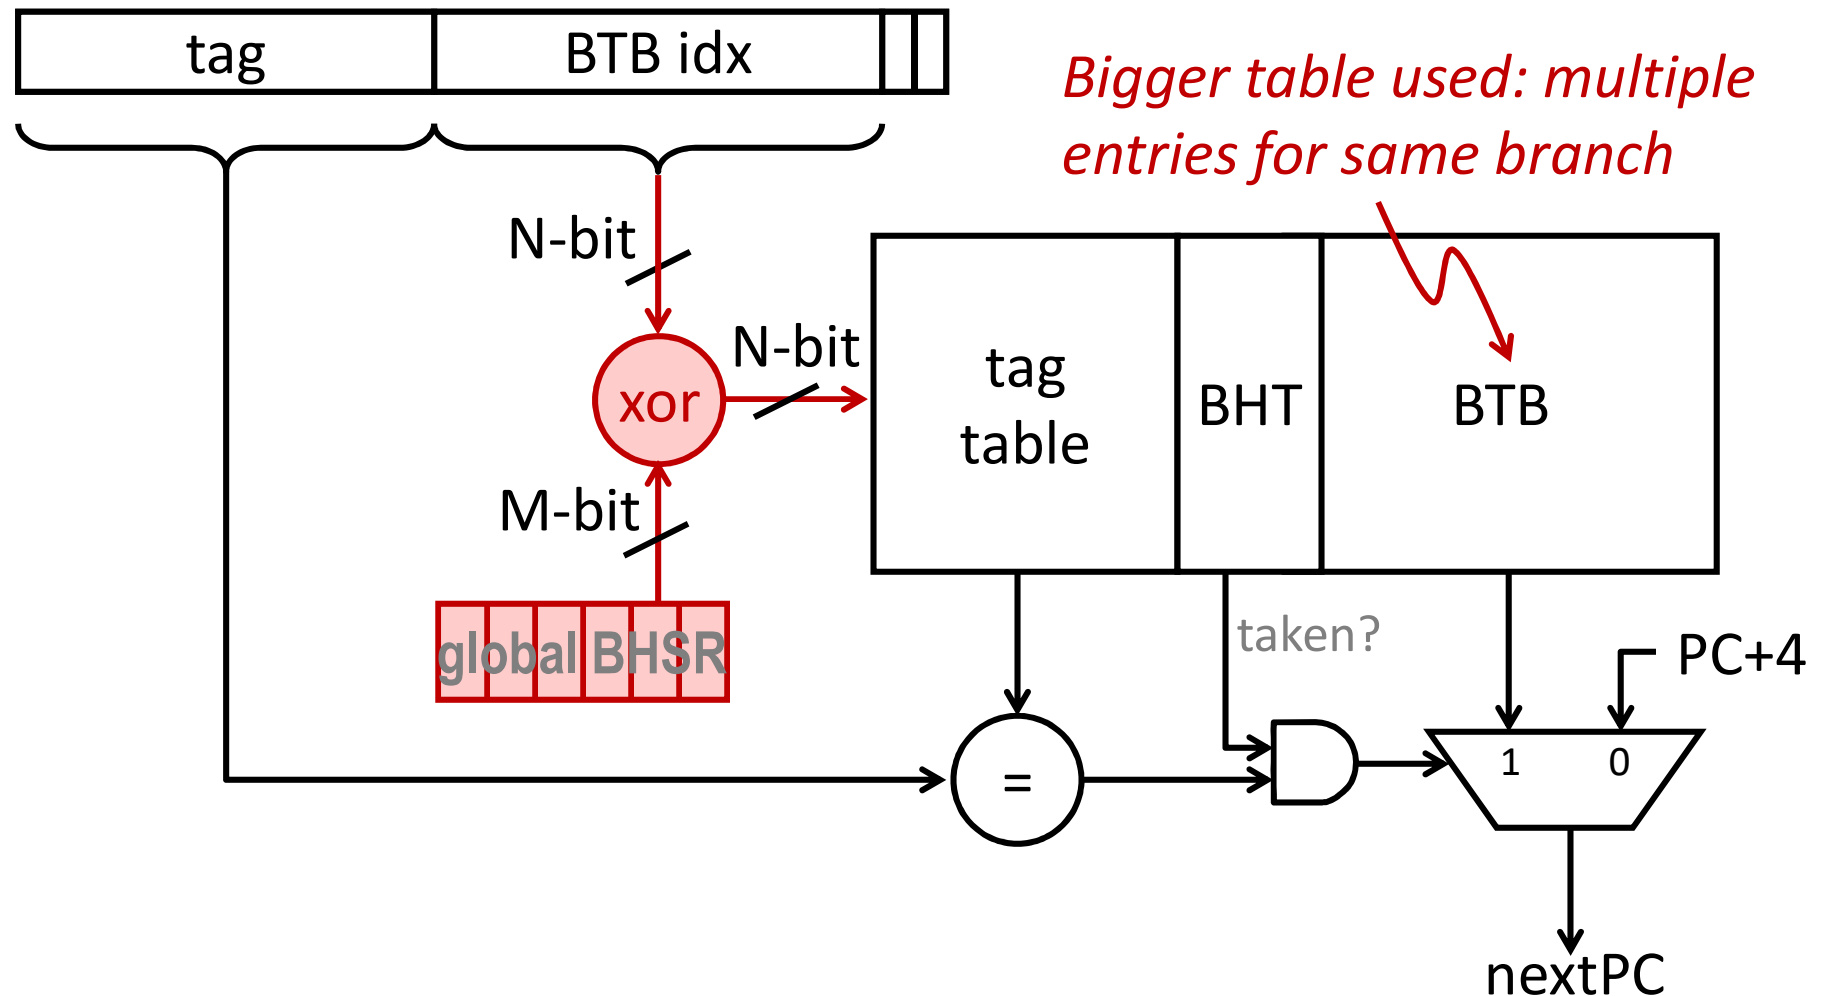 tag
BTB idx
Bigger table used: multiple
entries for same branch
N-bit
N-bit
xor
tag
table
BHT
BTB
M-bit
global BHSR
taken?
PC+4
=
1
0
nextPC